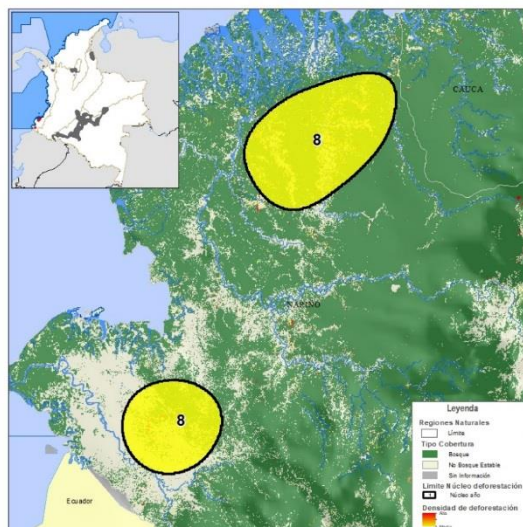 CAUCA
8
NARIÑO
8
Ecuador
Leyenda
Regiones Naturales
Límite
Tipo Cobertura
Bosque
No Bosque Estable
Sin Información
Límite Núcleo deforestación
Núcleo año
Densidad de deforestación
Alta